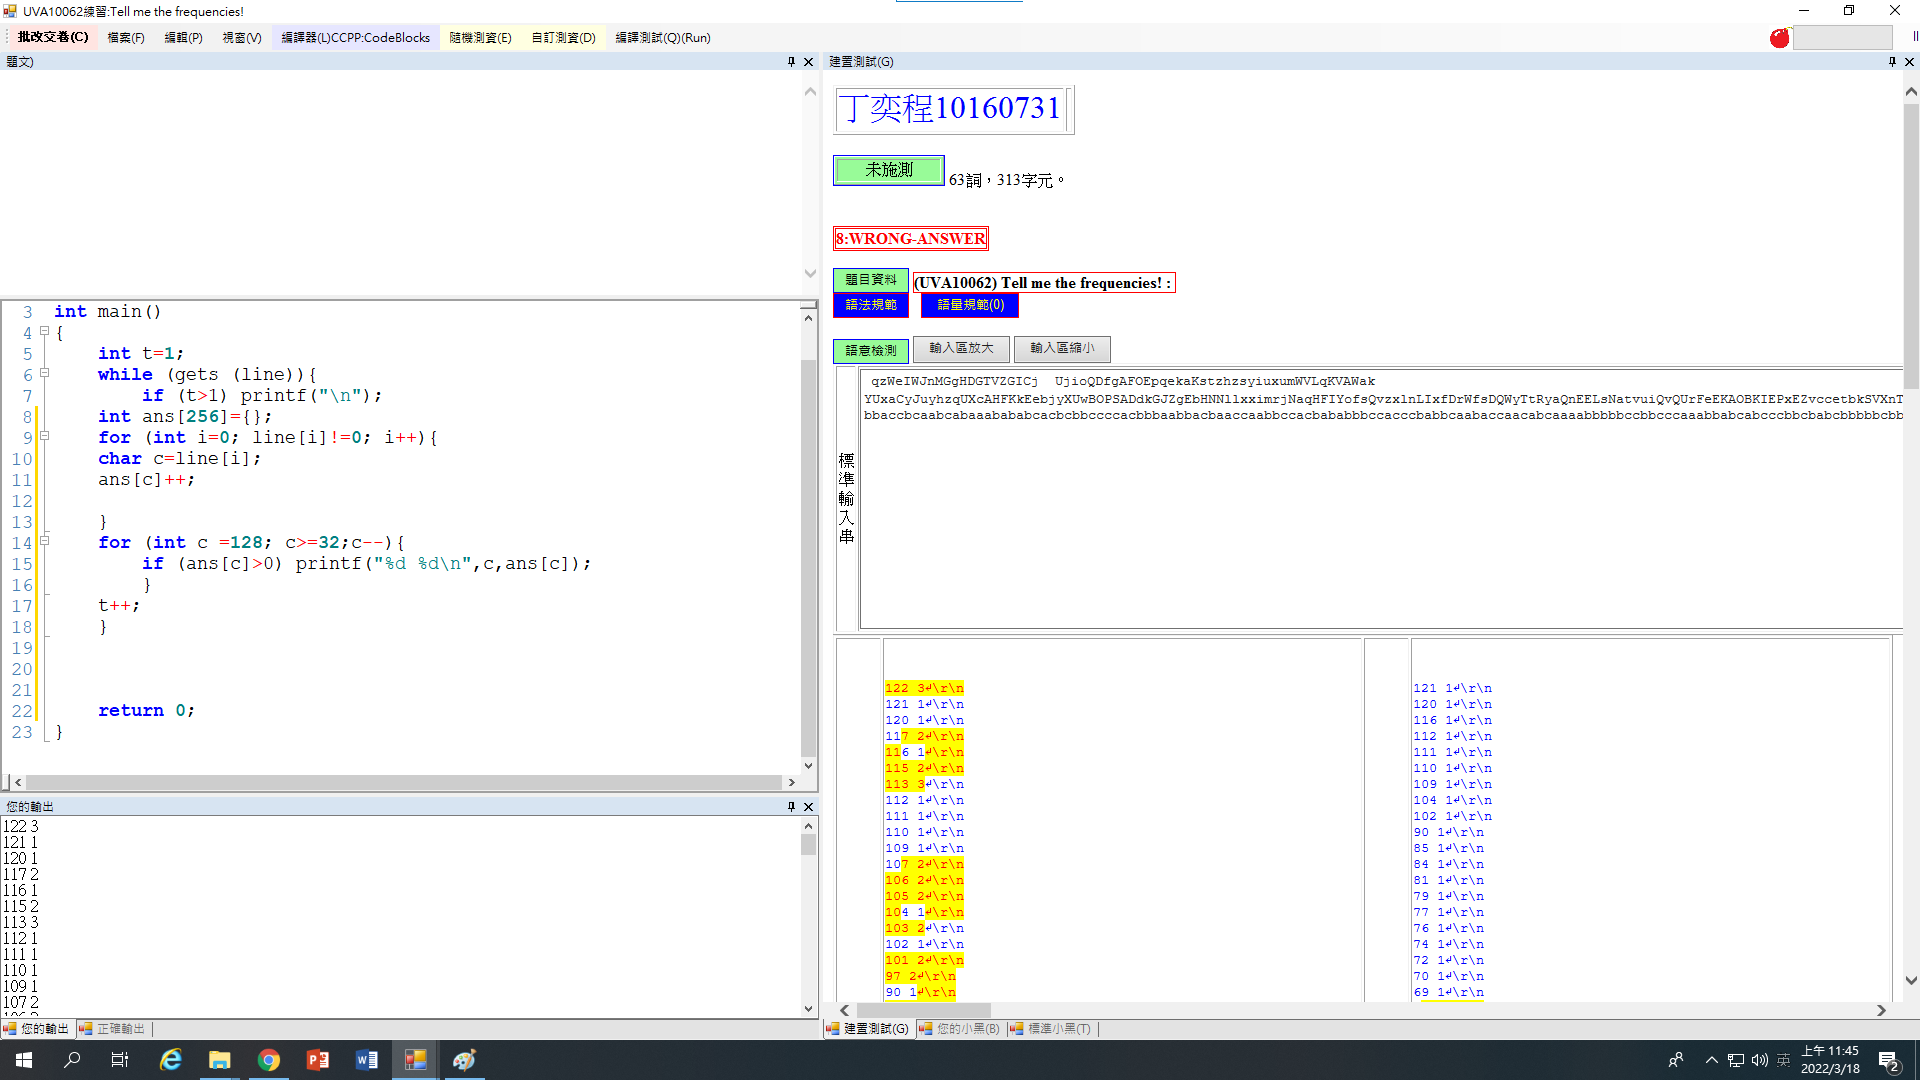 UVA10062練習:Tell me the frequencies!
批改交卷(C) 檔案(F) 編輯(P) 視窗(V) 編譯器(L)CCPP:CodeBlocks 隨機測資(E) 自訂測資(D) 編譯測試(Q)(Run)
題文)
3 int main()
4 {
5 int t=1;
6 while (gets (line)){
7 if (t>1) printf("\n");
8 int ans[256]={};
9 for (int i=0; line[i]!=0; i++){
10 char c=line[i];
11 ans[c]++;
12
13 }
14 for (int c =128; c>=32;c--){
15 if (ans[c]>0) printf("%d %d\n",c,ans[c]);
16 }
17 t++;
18 }
19
20
21
22 return 0;
23 }
您的輸出
122 3
121 1
120 1
117 2
116 1
115 2
113 3
112 1
111 1
110 1
109 1
107 2
您的輸出 正確輸出
建置測試(G)
丁奕程10160731
未施測 63詞，313字元。
8:WRONG-ANSWER
題目資料 (UVA10062) Tell me the frequencies! :
語法規範 語量規範(0)
語意檢測 輸入區放大 輸入區縮小
標準輸入串
qzWeIWJnMGgHDGTVZGICj UjioQDfgAFOEpqekaKstzhzsyiuxumWVLqKVAWak
122 3↲\r\n
121 1↲\r\n
120 1↲\r\n
117 2↲\r\n
116 1↲\r\n
115 2↲\r\n
113 3↲\r\n
112 1↲\r\n
111 1↲\r\n
110 1↲\r\n
109 1↲\r\n
107 2↲\r\n
106 2↲\r\n
105 2↲\r\n
104 1↲\r\n
103 2↲\r\n
102 1↲\r\n
101 2↲\r\n
97 2↲\r\n
90 1↲\r\n
121 1↲\r\n
120 1↲\r\n
116 1↲\r\n
112 1↲\r\n
111 1↲\r\n
110 1↲\r\n
109 1↲\r\n
104 1↲\r\n
102 1↲\r\n
90 1↲\r\n
85 1↲\r\n
84 1↲\r\n
81 1↲\r\n
79 1↲\r\n
77 1↲\r\n
76 1↲\r\n
74 1↲\r\n
72 1↲\r\n
70 1↲\r\n
69 1↲\r\n
建置測試(G) 您的小黑(B) 標準小黑(T)
英
上午 11:45
2022/3/18
2